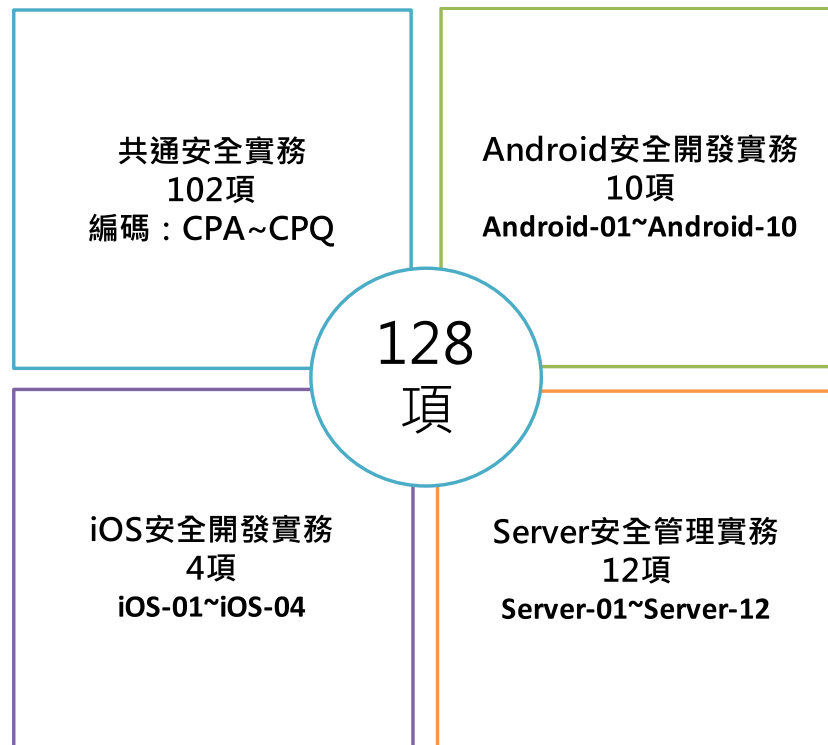 共通安全實務
102項
編碼：CPA~CPQ
Android安全開發實務
10項
Android-01~Android-10
128
項
iOS安全開發實務
4項
iOS-01~iOS-04
Server安全管理實務
12項
Server-01~Server-12